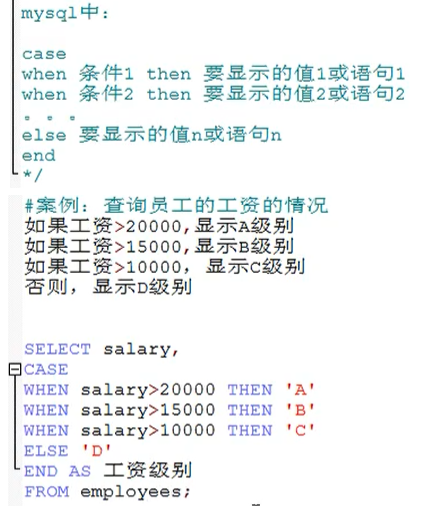 mysql中：
case
when 条件1 then 要显示的值1或语句1
when 条件2 then 要显示的值2或语句2
。。。
else 要显示的值n或语句n
end
*/
#案例：查询员工的工资的情况
如果工资>20000,显示A级别
如果工资>15000,显示B级别
如果工资>10000，显示C级别
否则，显示D级别
SELECT salary,
CASE
WHEN salary>20000 THEN 'A'
WHEN salary>15000 THEN 'B'
WHEN salary>10000 THEN 'C'
ELSE 'D'
END AS 工资级别
FROM employees;